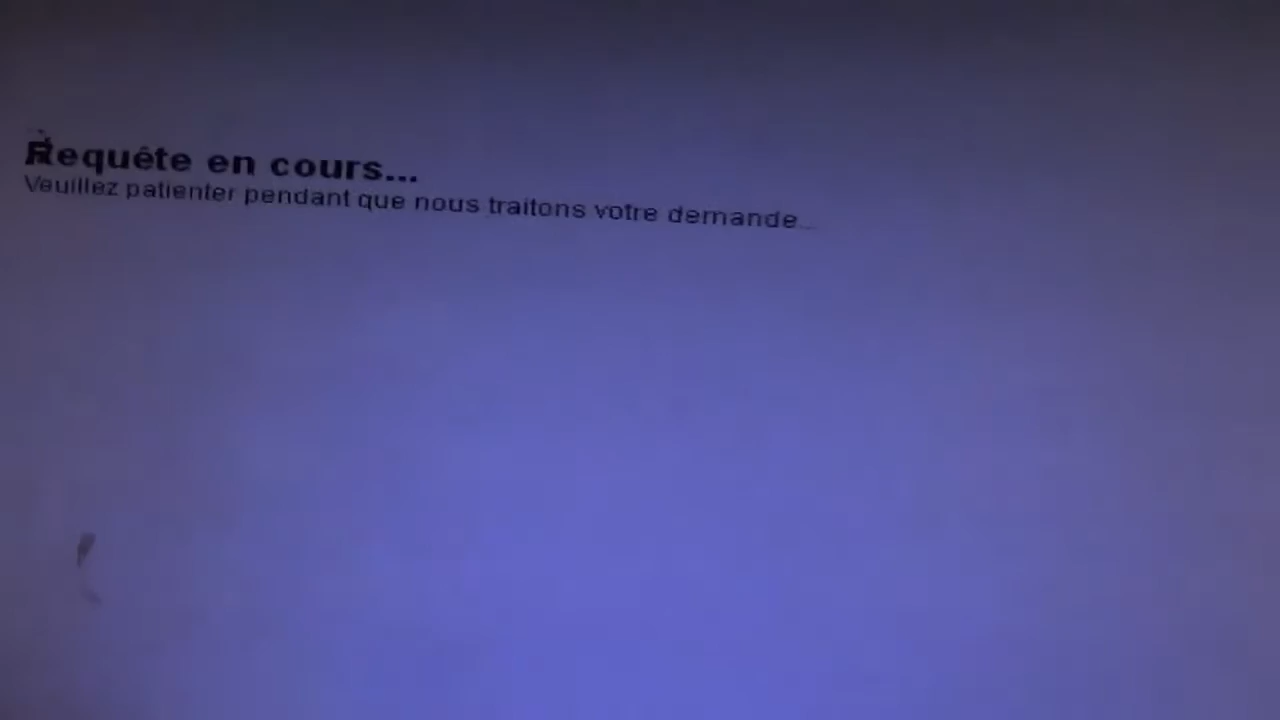 Requête en cours...
Veuillez patienter pendant que nous traitons votre demande...